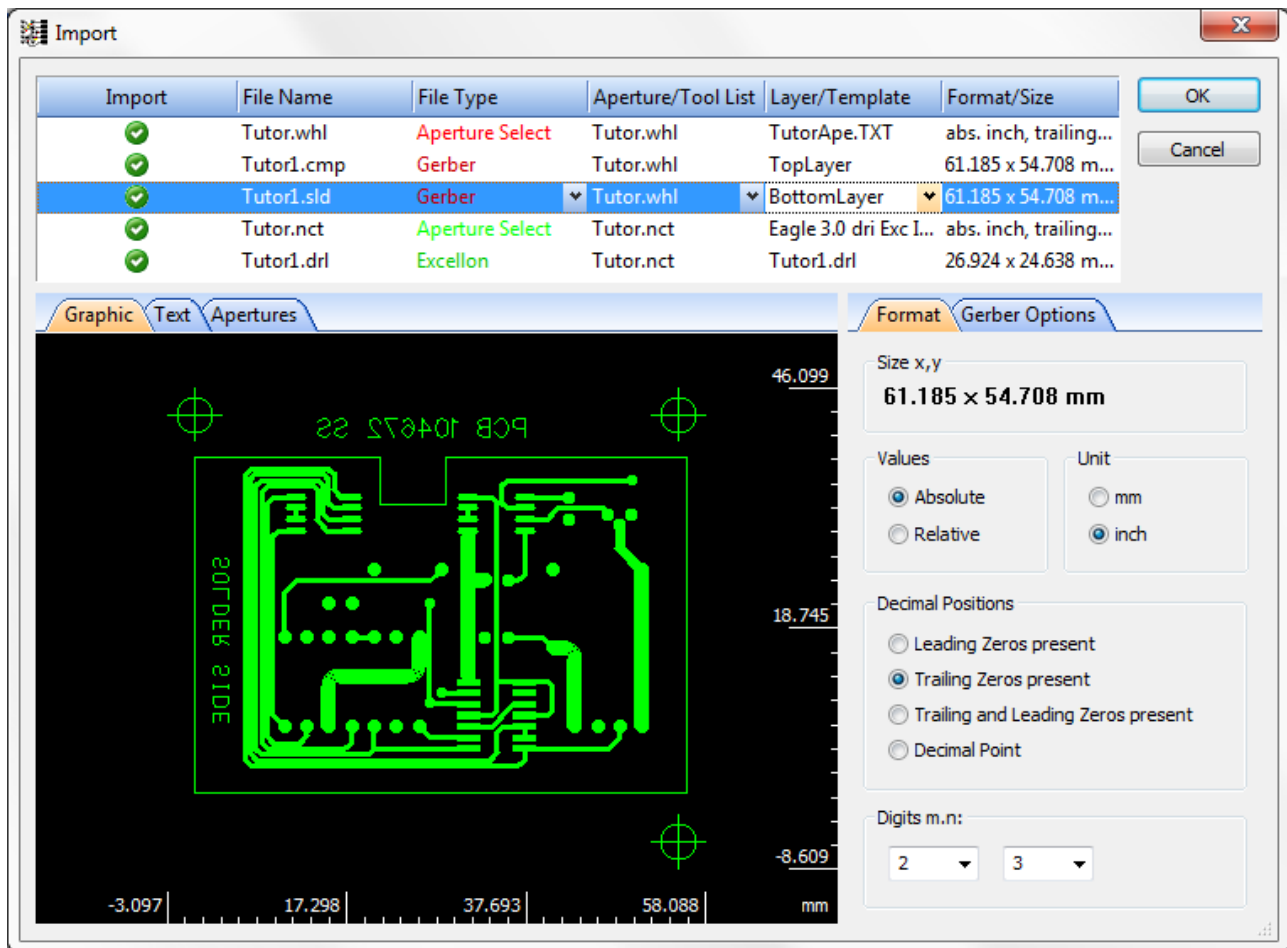 Import
Import File Name File Type Aperture/Tool List Layer/Template Format/Size
Tutor.whl Aperture Select Tutor.whl TutorApe.TXT abs. inch, trailing...
Tutor1.cmp Gerber Tutor.whl TopLayer 61.185 x 54.708 m...
Tutor1.sld Gerber Tutor.whl BottomLayer 61.185 x 54.708 m...
Tutor.nct Aperture Select Tutor.nct Eagle 3.0 dri Exc I... abs. inch, trailing...
Tutor1.drl Excellon Tutor.nct Tutor1.drl 26.924 x 24.638 m...
OK
Cancel
Graphic Text Apertures
46.099
PCB 104672 SS
SOLDER SIDE
18.745
-8.609
-3.097 17.298 37.693 58.088 mm
Format Gerber Options
Size x,y
61.185 x 54.708 mm
Values
Absolute
Relative
Unit
mm
inch
Decimal Positions
Leading Zeros present
Trailing Zeros present
Trailing and Leading Zeros present
Decimal Point
Digits m.n:
2 3